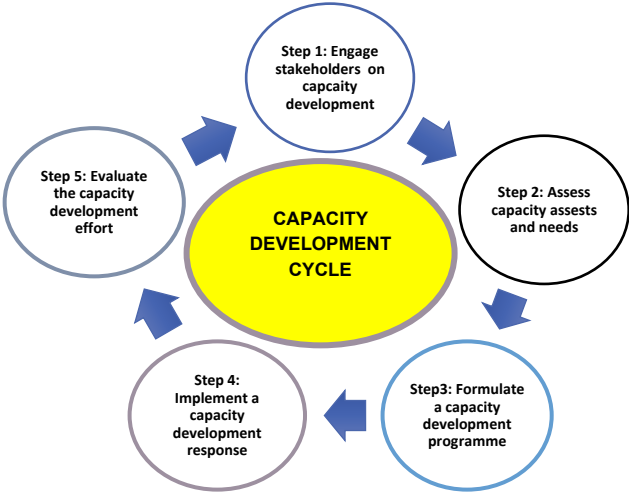 Step 1: Engage
stakeholders on
capcaity
development
Step 2: Assess
capacity assests
and needs
Step3: Formulate
a capacity
development
programme
Step 4:
Implement a
capacity
development
response
Step 5: Evaluate
the capacity
development
effort
CAPACITY
DEVELOPMENT
CYCLE